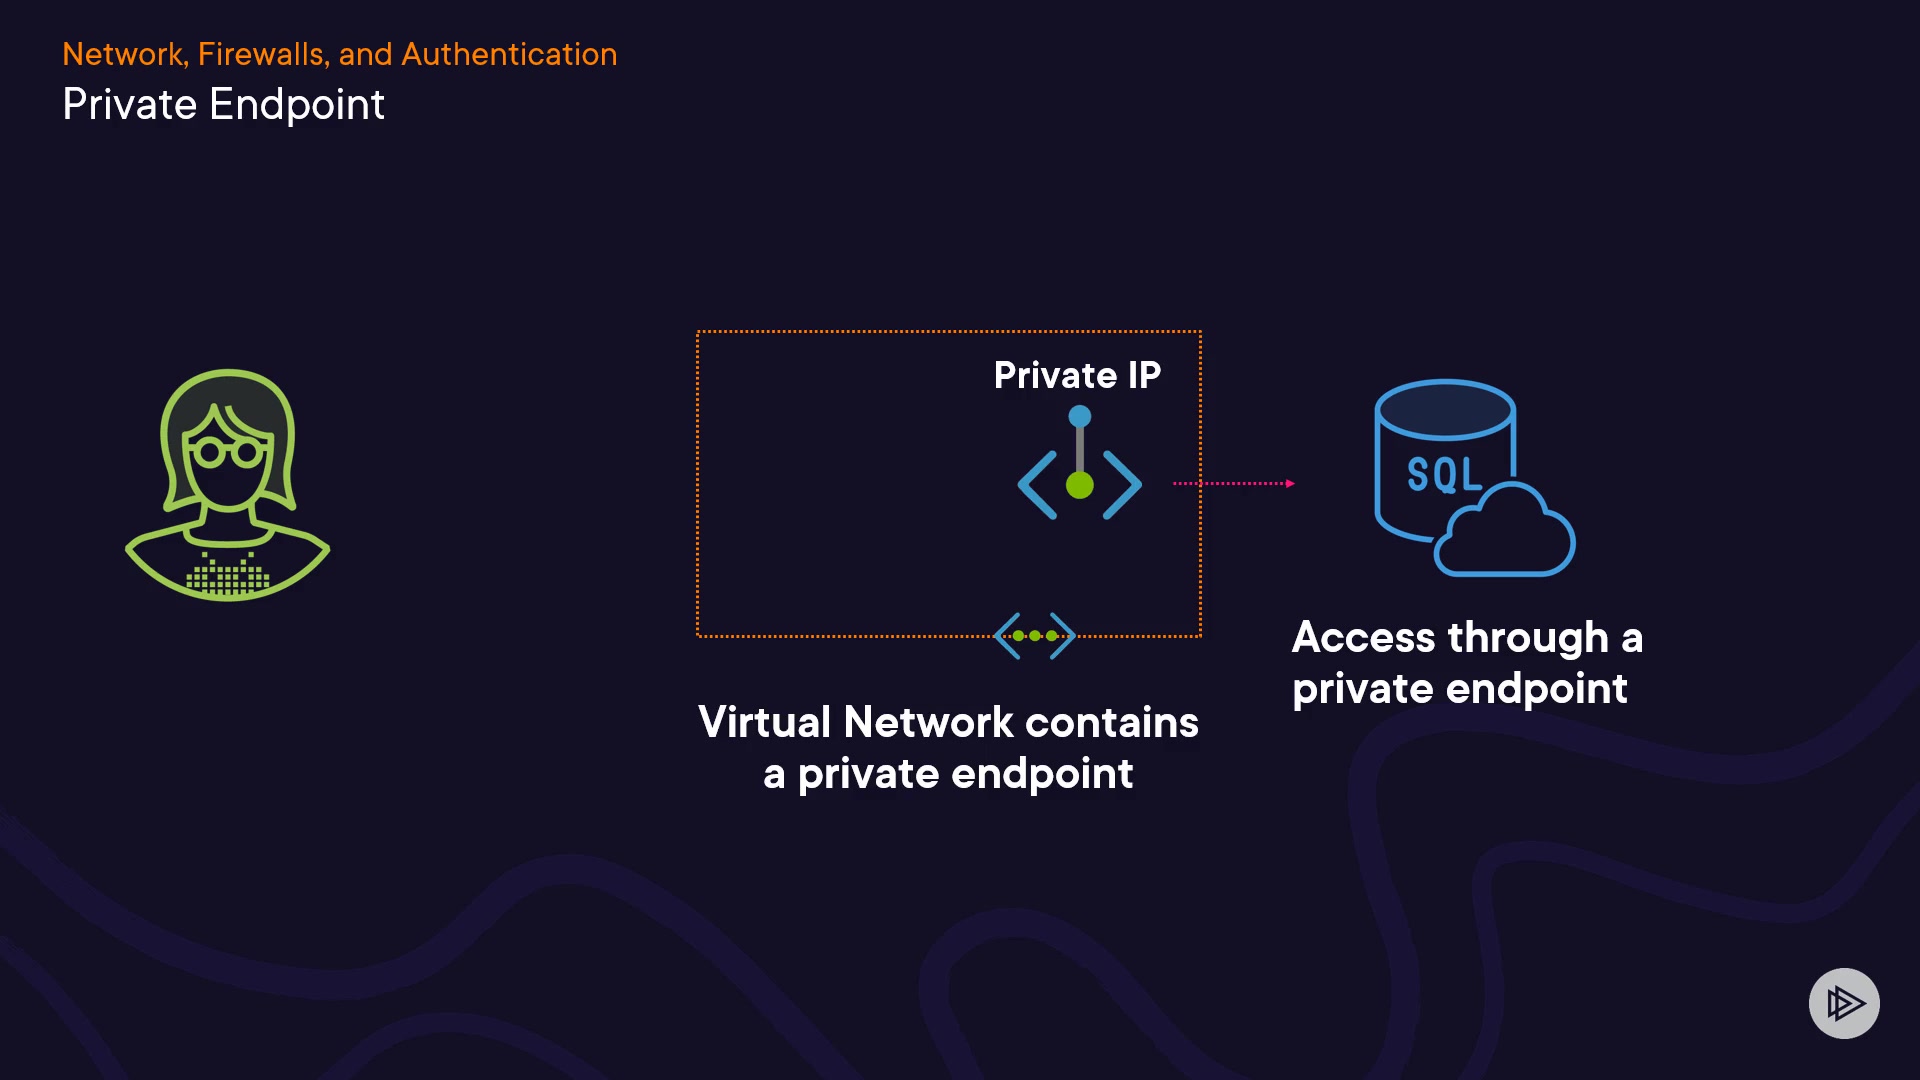 Network, Firewalls, and Authentication
Private Endpoint
Private IP
SQL
Access through a
private endpoint
Virtual Network contains
a private endpoint